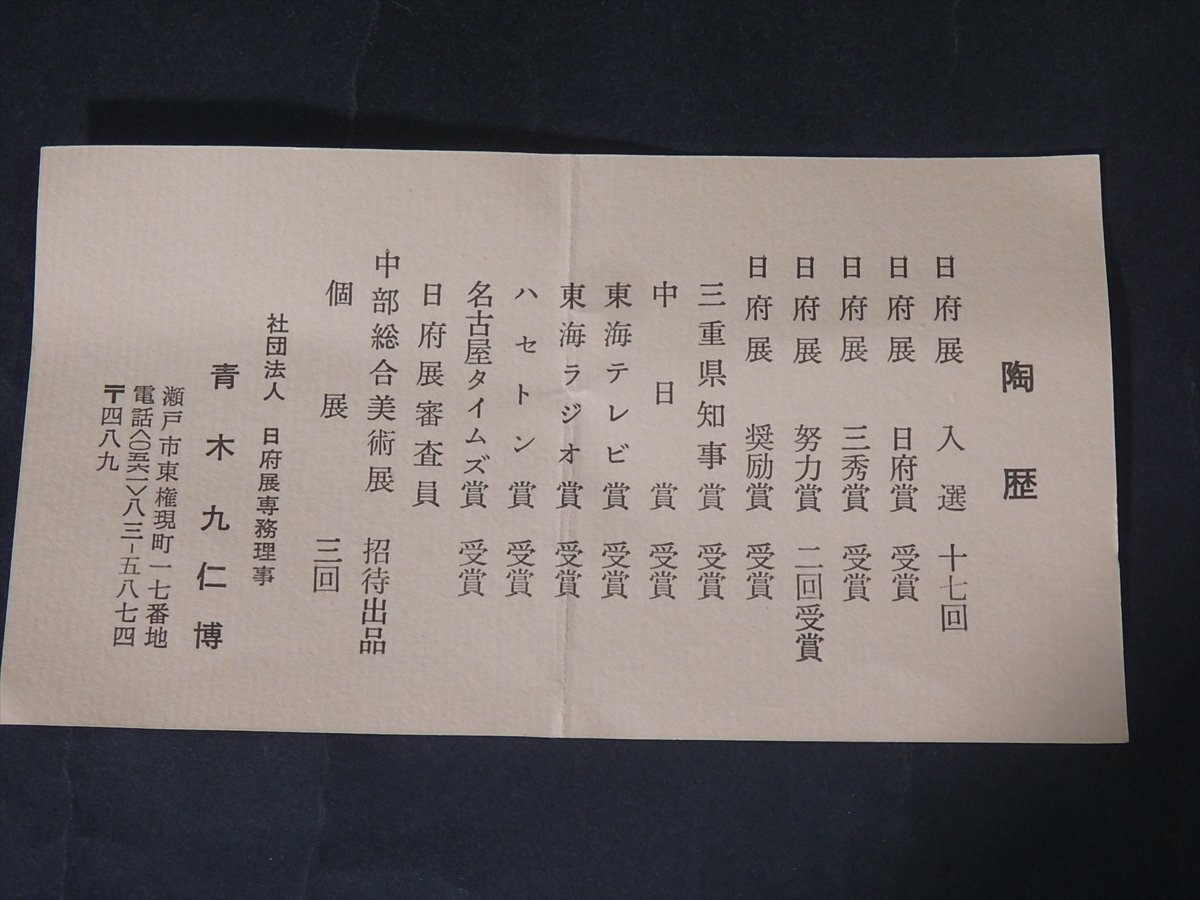 陶歴
日府展 入選 十七回
日府展 日府賞 受賞
日府展 三秀賞 受賞
日府展 努力賞 二回受賞
日府展 奨励賞 受賞
三重県知事賞 受賞
中日賞 受賞
東海テレビ賞 受賞
東海ラジオ賞 受賞
ハセトン賞 受賞
名古屋タイムズ賞 受賞
日府展審査員
中部総合美術展 招待出品
個展 三回
社団法人 日府展専務理事
青木九仁博
瀬戸市東権現町一七番地
電話<〇五六一>八三-五八七四
〒四八九